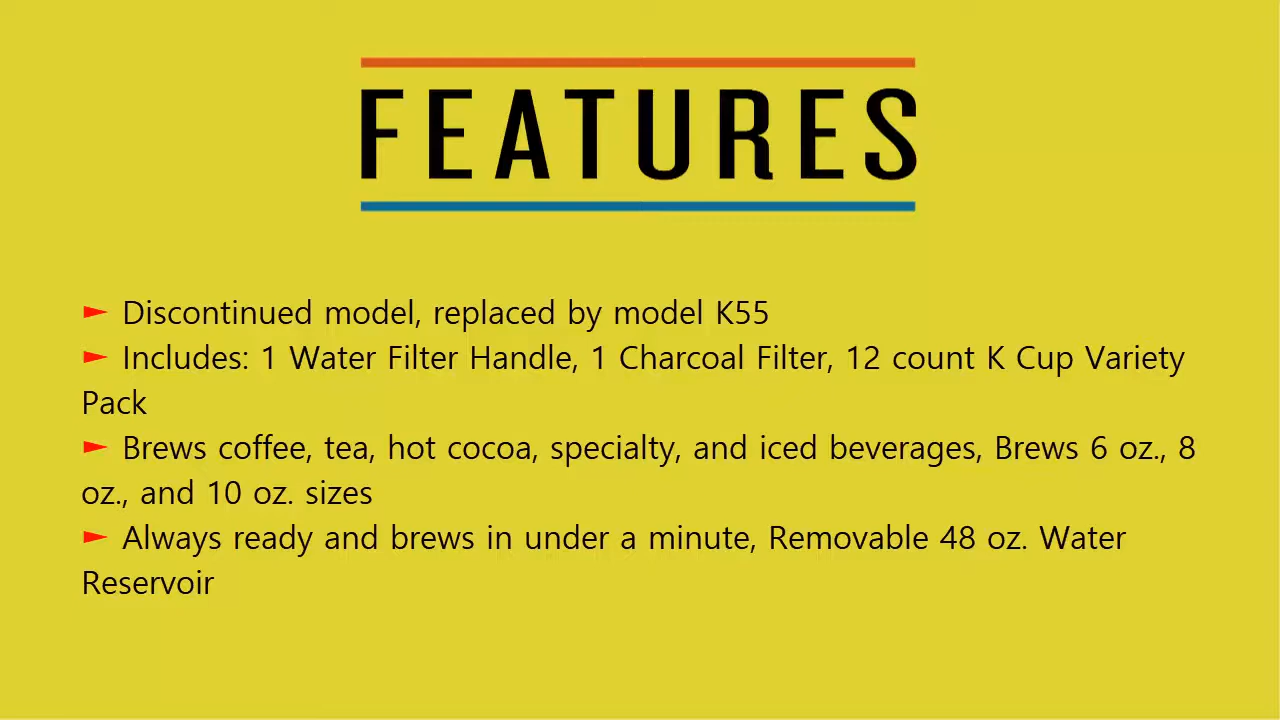 FEATURES
► Discontinued model, replaced by model K55
► Includes: 1 Water Filter Handle, 1 Charcoal Filter, 12 count K Cup Variety
Pack
► Brews coffee, tea, hot cocoa, specialty, and iced beverages, Brews 6 oz., 8
oz., and 10 oz. sizes
► Always ready and brews in under a minute, Removable 48 oz. Water
Reservoir